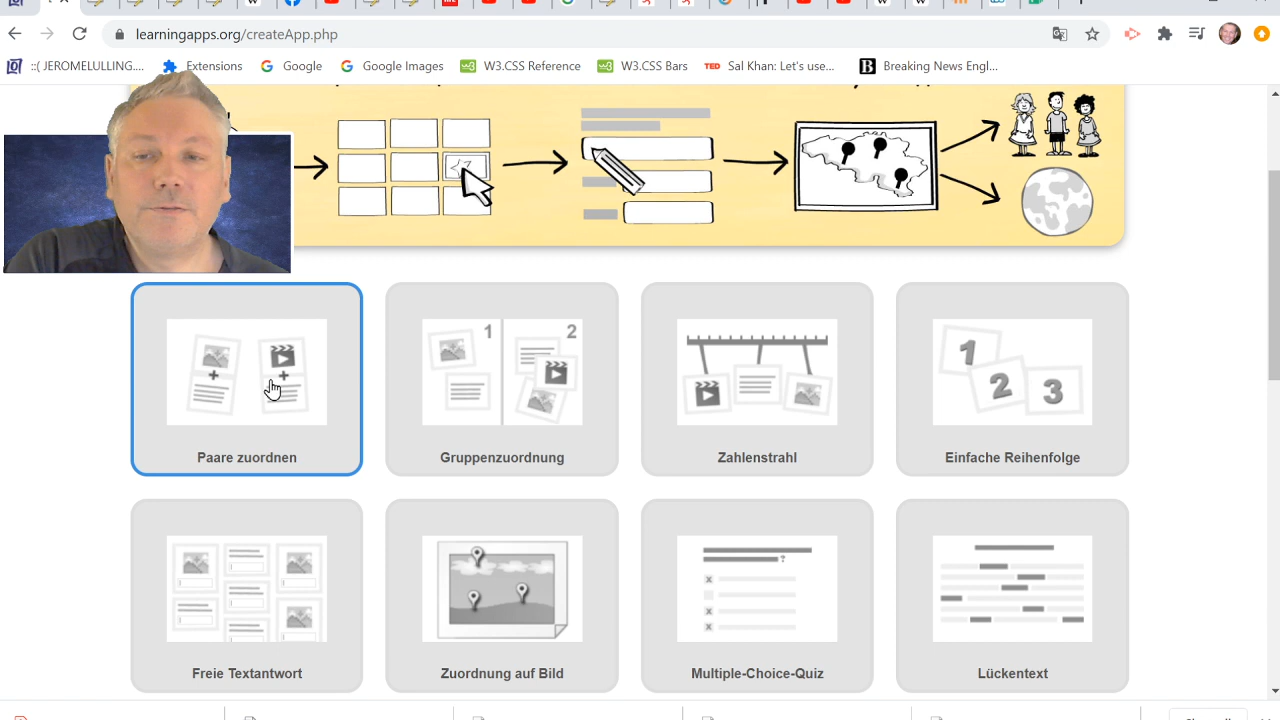 learningapps.org/createApp.php
::( JEROMELULLING.... Extensions Google Google Images W3.CSS Reference W3.CSS Bars TED Sal Khan: Let's use... B Breaking News Engl...
1 2
1 2 3
Paare zuordnen Gruppenzuordnung Zahlenstrahl Einfache Reihenfolge
?
Freie Textantwort Zuordnung auf Bild Multiple-Choice-Quiz Lückentext